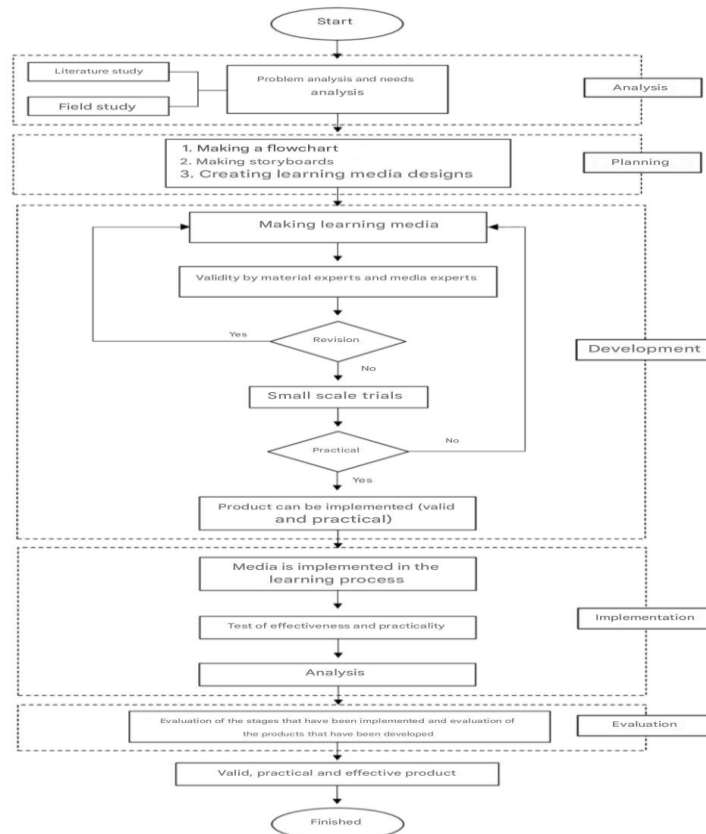 Start
Literature study
Field study
Problem analysis and needs
analysis
Analysis
1. Making a flowchart
2. Making storyboards
3. Creating learning media designs
Planning
Making learning media
Validity by material experts and media experts
Yes
Revision
No
Development
Small scale trials
Practical
No
Yes
Product can be implemented (valid
and practical)
Media is implemented in the
learning process
Test of effectiveness and practicality
Implementation
Analysis
Evaluation of the stages that have been implemented and evaluation of
the products that have been developed
Evaluation
Valid, practical and effective product
Finished